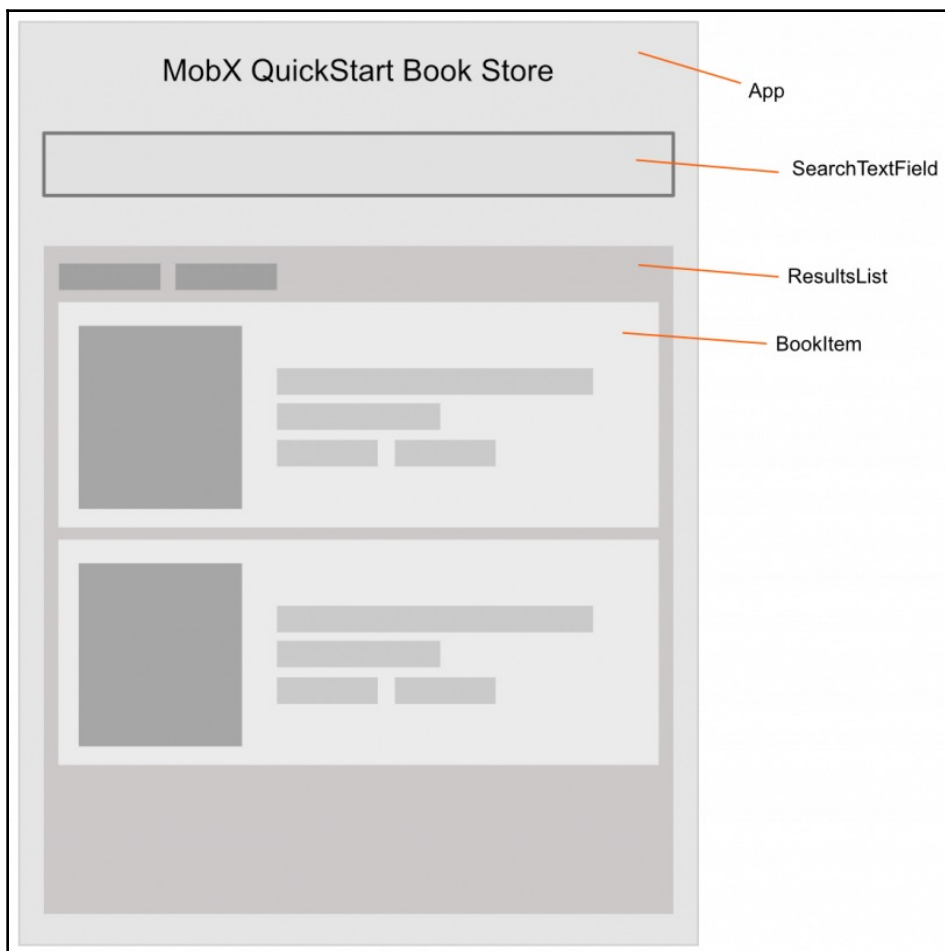 MobX QuickStart Book Store
App
SearchTextField
ResultsList
BookItem